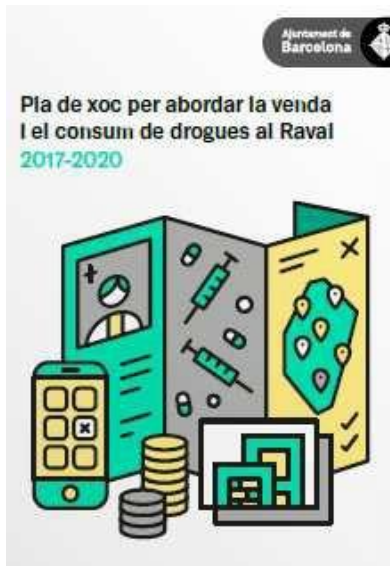 Ajuntament de
Barcelona
Pla de xoc per abordar la venda
i el consum de drogues al Raval
2017-2020